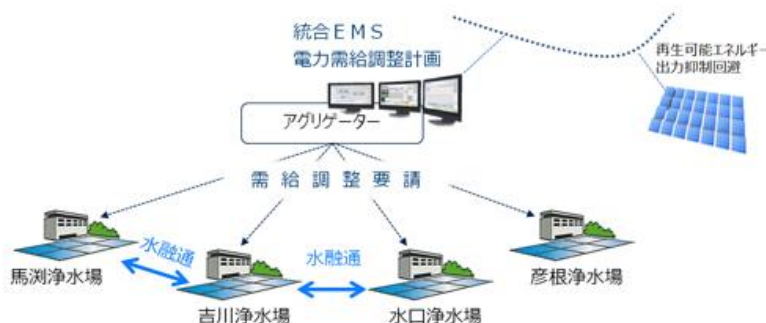 統合ＥＭＳ
電力需給調整計画
再生可能エネルギー
出力抑制回避
アグリゲーター
需給調整要請
水融通
水融通
馬渕浄水場
吉川浄水場
水口浄水場
彦根浄水場